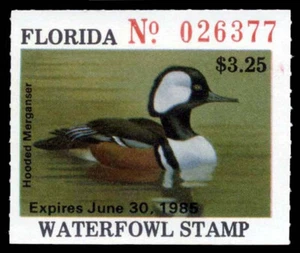 FLORIDA No 026377
$3.25
Hooded Merganser
Expires June 30, 1985
WATERFOWL STAMP